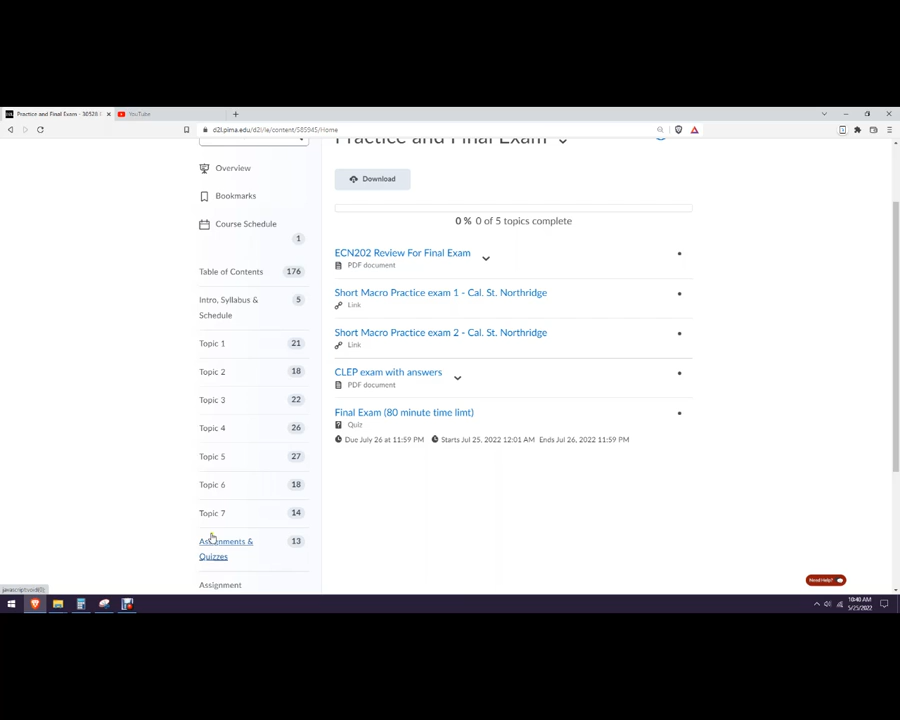 Practice and Final Exam - 30528
YouTube
d2l.pima.edu/d2l/le/content/585945/Home
Overview
Bookmarks
Course Schedule
1
Table of Contents 176
Intro, Syllabus & 5
Schedule
Topic 1 21
Topic 2 18
Topic 3 22
Topic 4 26
Topic 5 27
Topic 6 18
Topic 7 14
Assignments & 13
Quizzes
Assignment
Practice and Final Exam
Download
0 % 0 of 5 topics complete
ECN202 Review For Final Exam
PDF document
Short Macro Practice exam 1 - Cal. St. Northridge
Link
Short Macro Practice exam 2 - Cal. St. Northridge
Link
CLEP exam with answers
PDF document
Final Exam (80 minute time limt)
Quiz
Due July 26 at 11:59 PM Starts Jul 25, 2022 12:01 AM Ends Jul 26, 2022 11:59 PM
Need Help?
javascript:void(0);
10:40 AM
5/25/2022